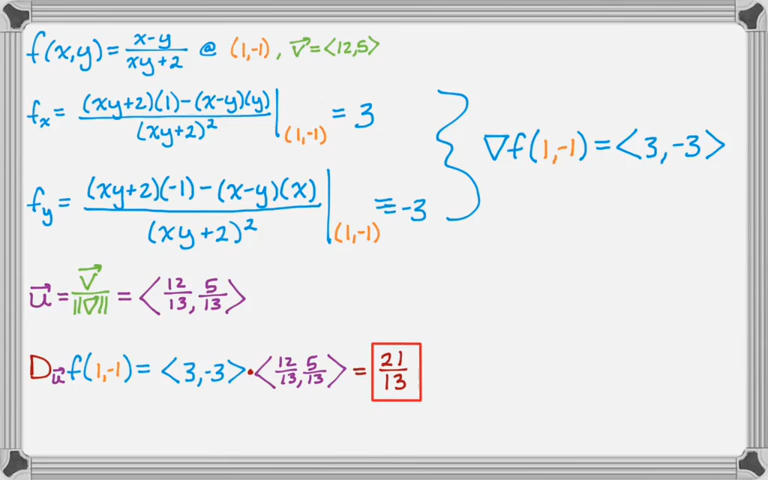 f(x,y) = x-y / xy+2 @ (1,-1), v⃗ = <12,5>
fₓ = (xy+2)(1) - (x-y)(y) / (xy+2)² |(1,-1) = 3
∇f(1,-1) = <3,-3>
f_y = (xy+2)(-1) - (x-y)(x) / (xy+2)² |(1,-1) = -3
u⃗ = v⃗ / ||v⃗|| = <12/13, 5/13>
D_u⃗ f(1,-1) = <3,-3> • <12/13, 5/13> = 21/13